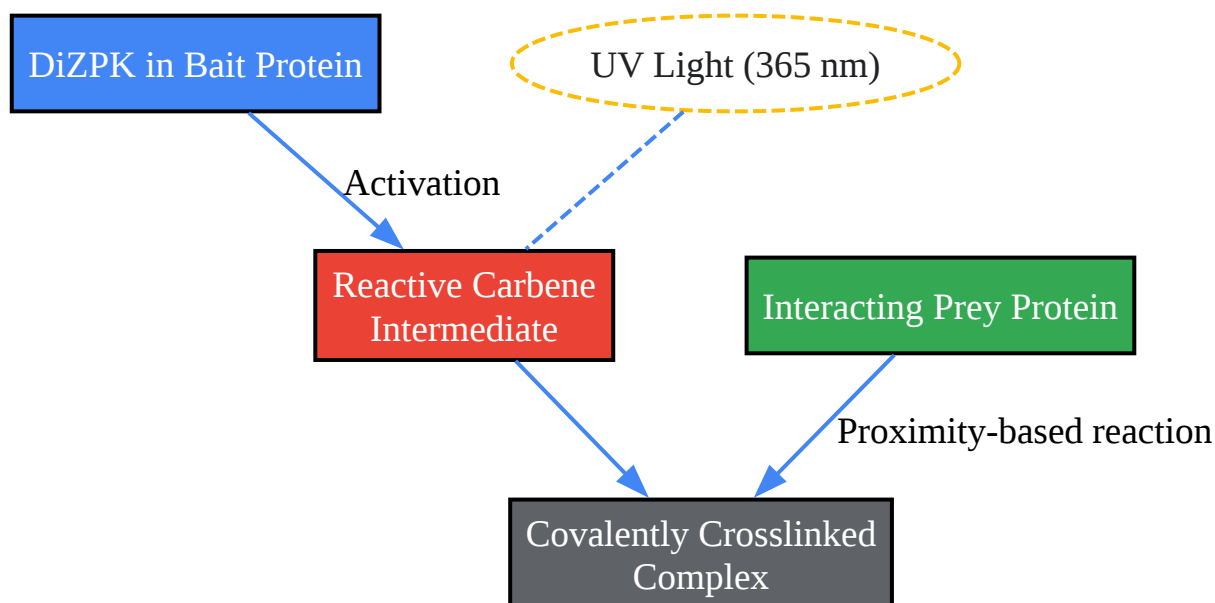 DiZPK in Bait Protein
UV Light (365 nm)
Activation
Reactive Carbene
Intermediate
Interacting Prey Protein
Proximity-based reaction
Covalently Crosslinked
Complex